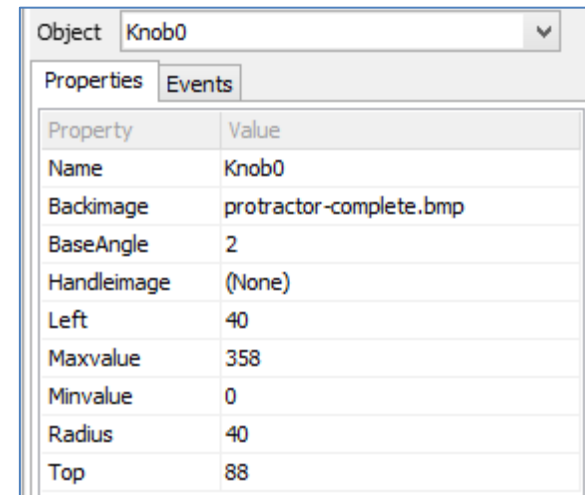 Object Knob0
Properties Events
Property Value
Name Knob0
Backimage protractor-complete.bmp
BaseAngle 2
Handleimage (None)
Left 40
Maxvalue 358
Minvalue 0
Radius 40
Top 88